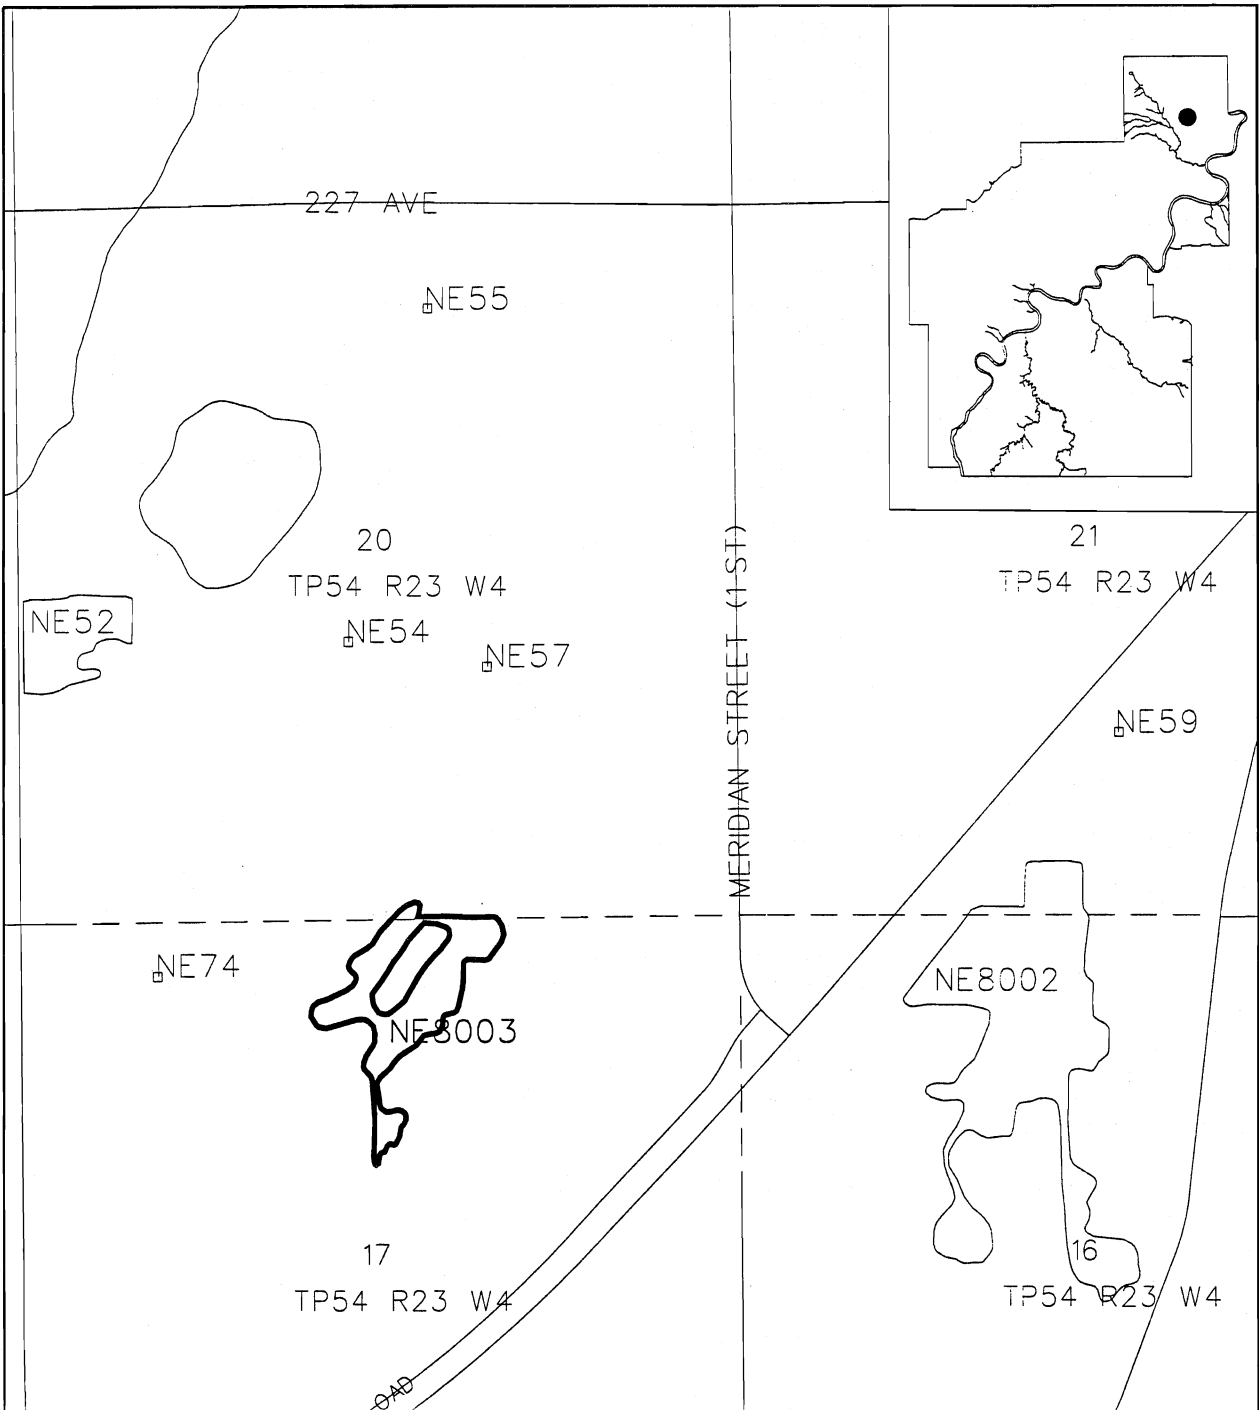 227 AVE
NE55
20
TP54 R23 W4
21
TP54 R23 W4
NE52
NE54
NE57
MERIDIAN STREET (1 ST)
NE59
NE74
NE8003
NE8002
17
TP54 R23 W4
16
TP54 R23 W4
OAD